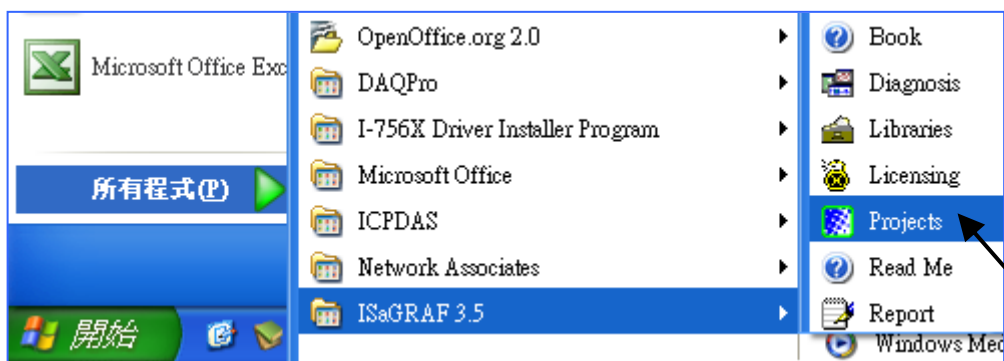 Microsoft Office Exc
所有程式(P)
開始
OpenOffice.org 2.0
DAQPro
I-756X Driver Installer Program
Microsoft Office
ICPDAS
Network Associates
ISaGRAF 3.5
Book
Diagnosis
Libraries
Licensing
Projects
Read Me
Report
Windows Med